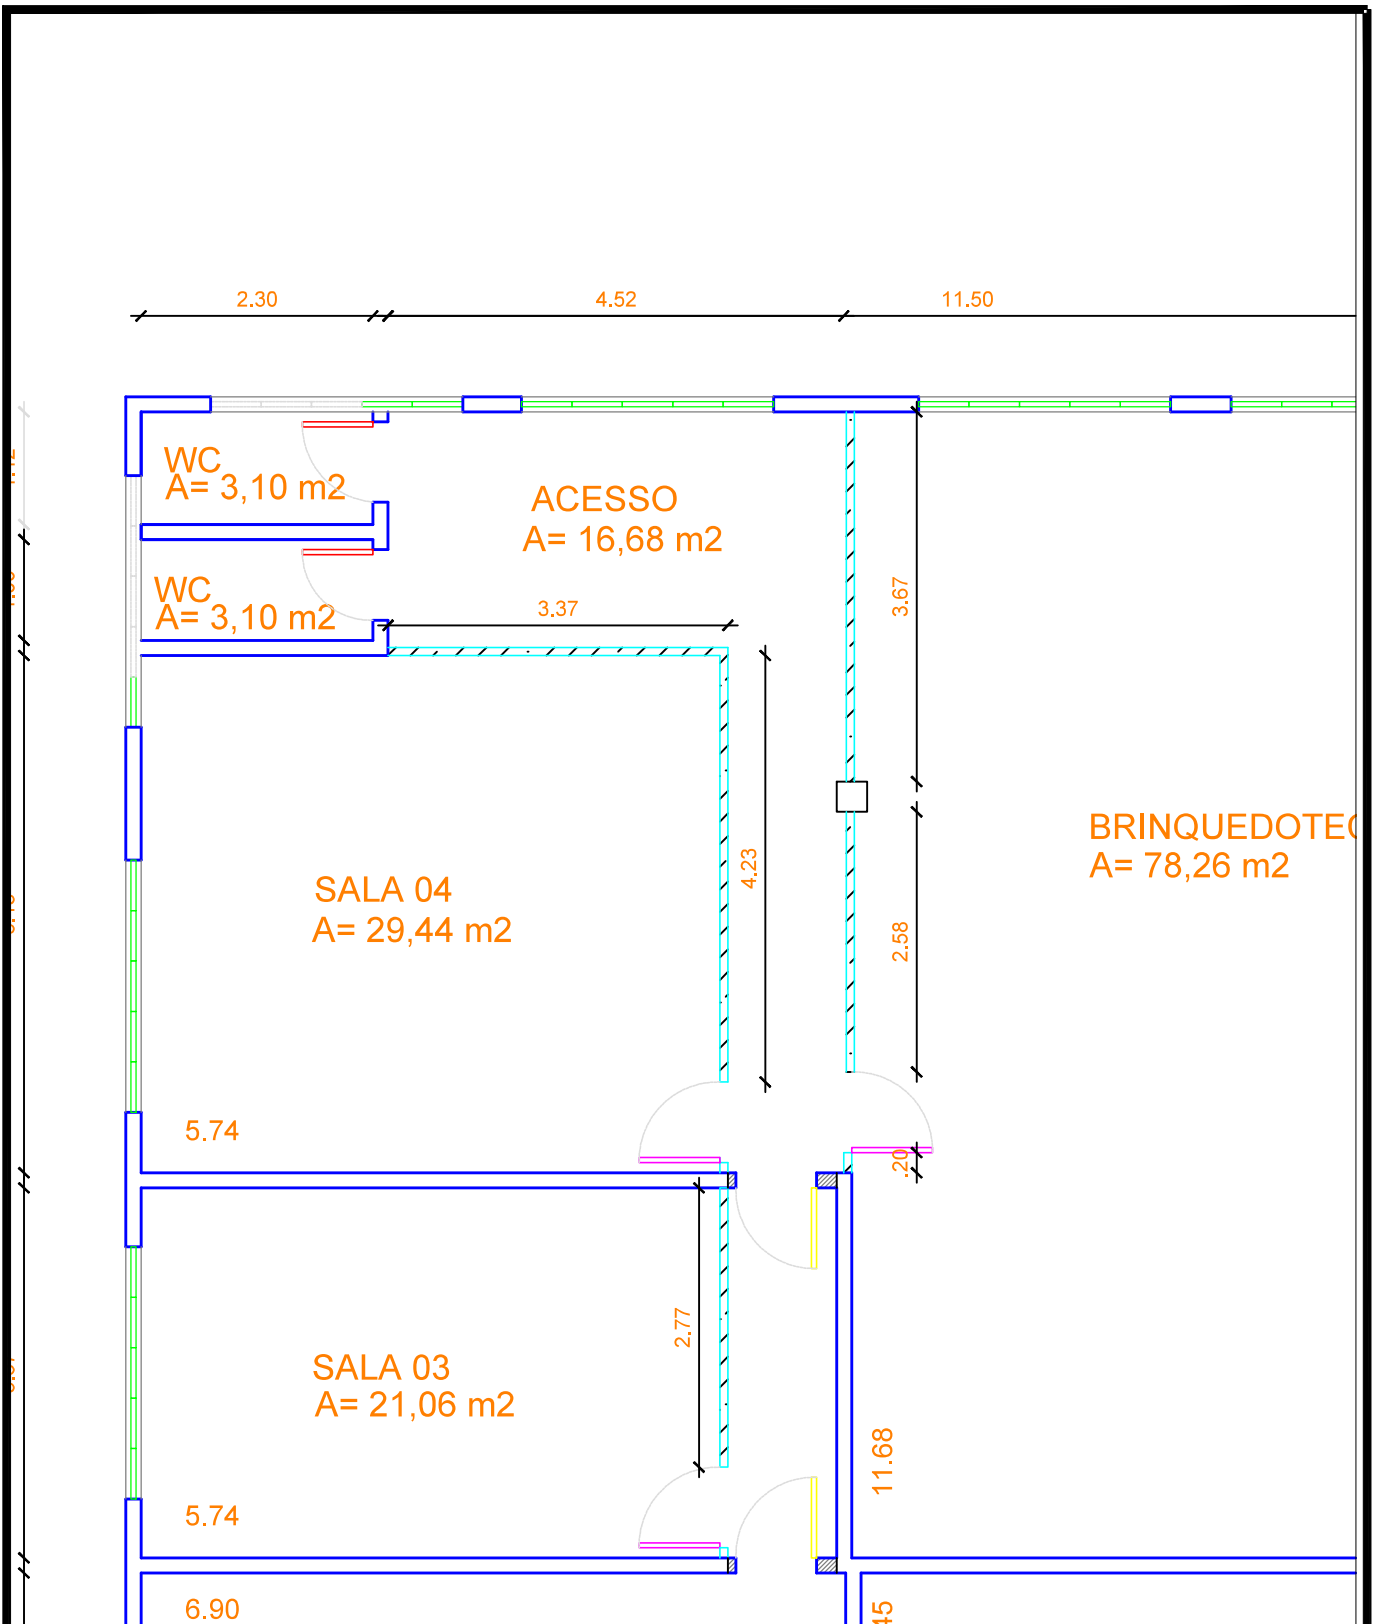 2.30
4.52
11.50
WC
A= 3,10 m2
ACESSO
A= 16,68 m2
WC
A= 3,10 m2
3.37
3.67
BRINQUEDOTEC
A= 78,26 m2
4.23
SALA 04
A= 29,44 m2
2.58
5.74
.20
2.77
SALA 03
A= 21,06 m2
11.68
5.74
6.90
45